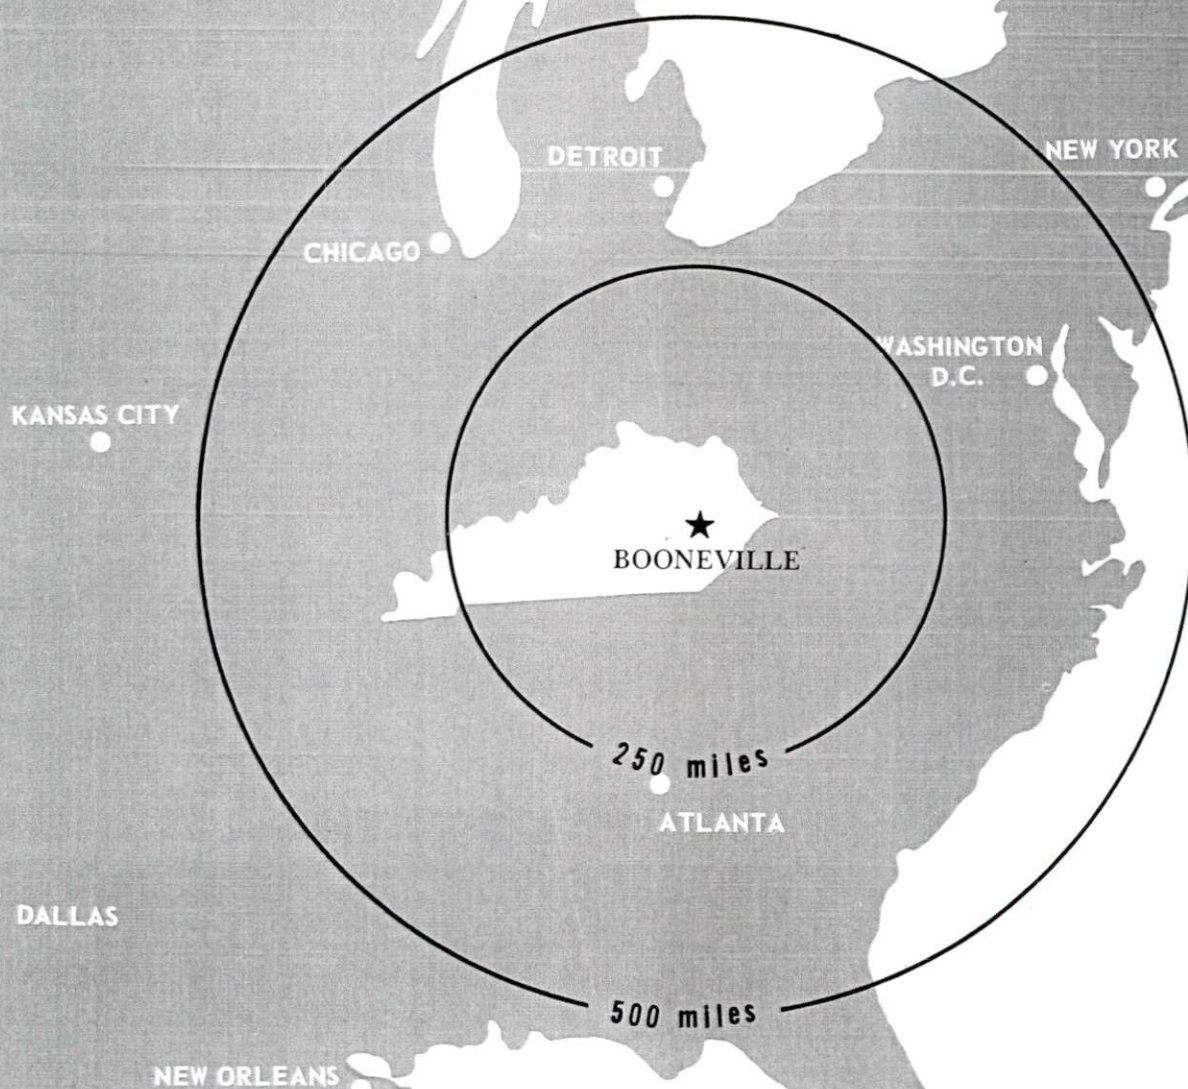 DETROIT
NEW YORK
CHICAGO
WASHINGTON
D.C.
KANSAS CITY
BOONEVILLE
250 miles
ATLANTA
DALLAS
500 miles
NEW ORLEANS